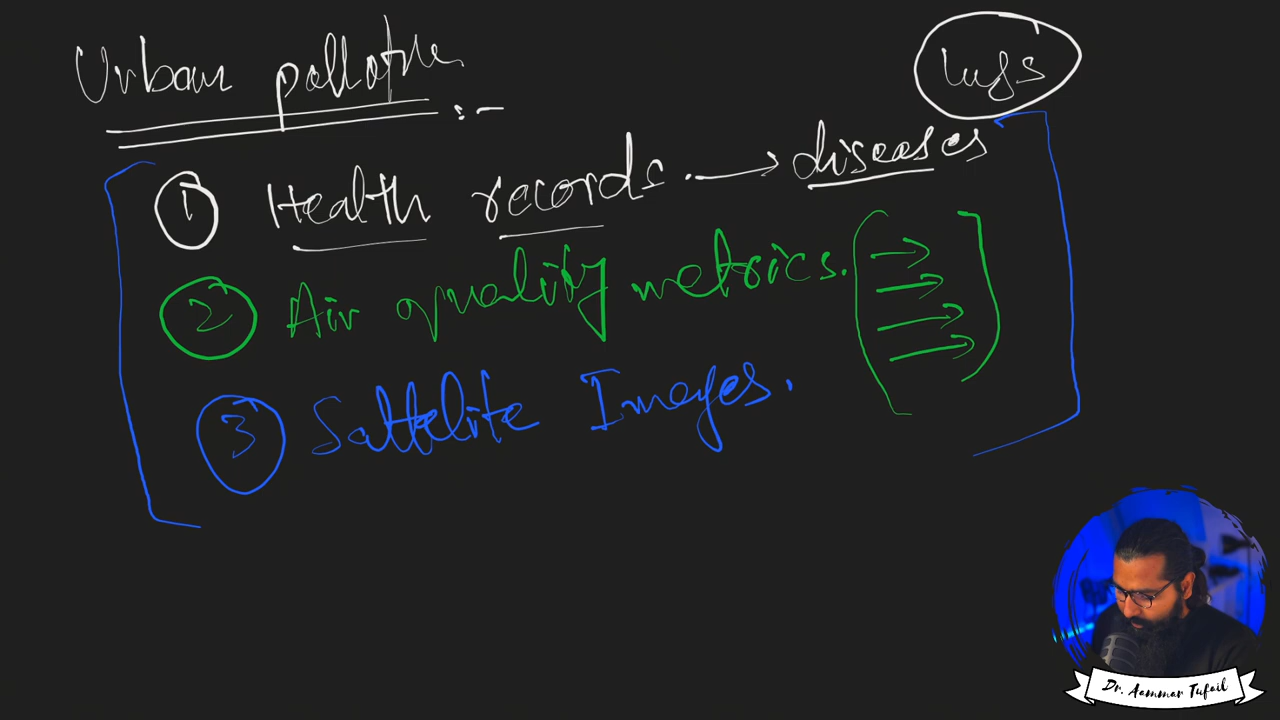 Urban pollution :-
lungs
① Health records. → diseases
② Air quality metrics.
③ Sattelite Images.
Dr. Aammar Tufail